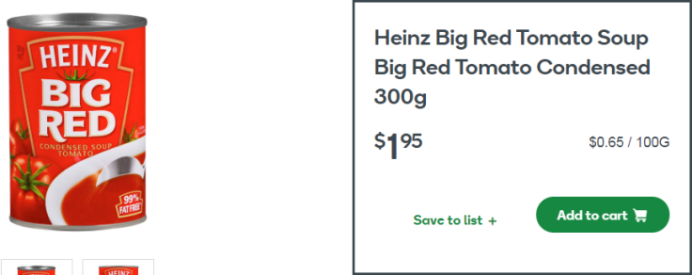 HEINZ®
BIG
RED
CONDENSED SOUP
TOMATO
99%
FAT FREE
HEINZ
Heinz Big Red Tomato Soup
Big Red Tomato Condensed
300g
$1.95
$0.65 / 100G
Save to list +
Add to cart